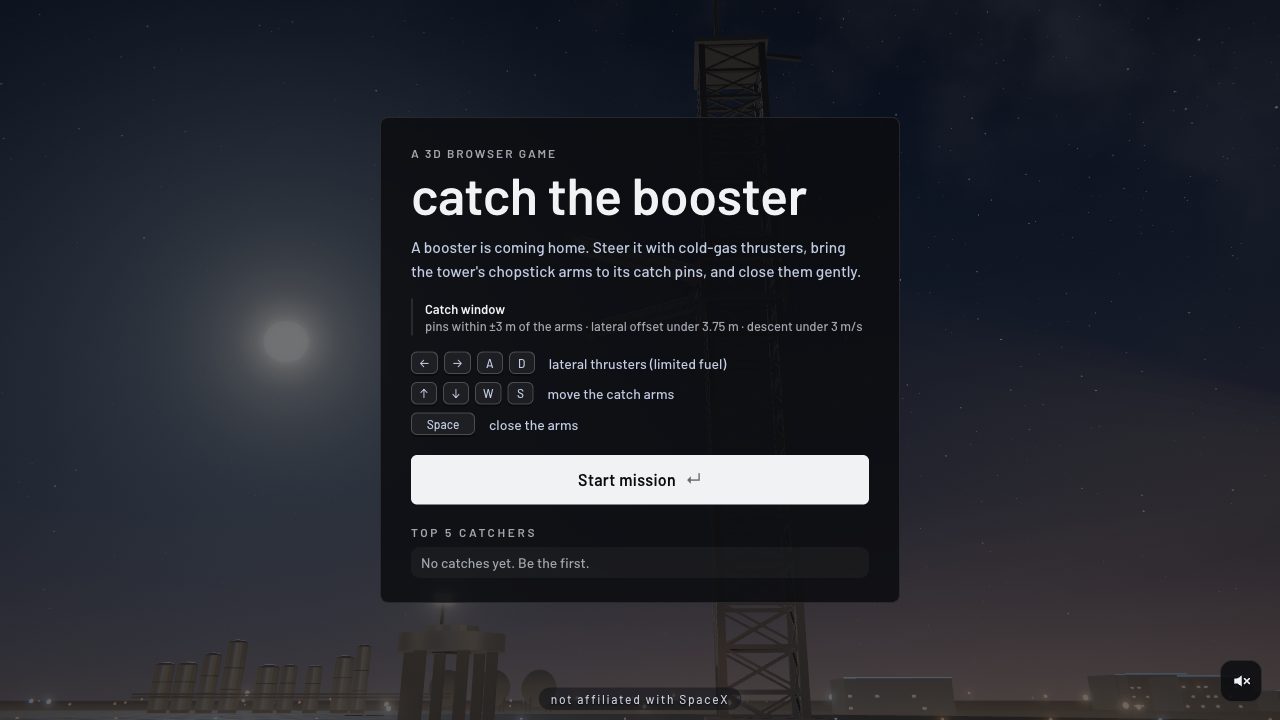 A 3D BROWSER GAME
catch the booster
A booster is coming home. Steer it with cold-gas thrusters, bring
the tower's chopstick arms to its catch pins, and close them gently.
Catch window
pins within ±3 m of the arms · lateral offset under 3.75 m · descent under 3 m/s
← → A D lateral thrusters (limited fuel)
↑ ↓ W S move the catch arms
Space close the arms
Start mission ↵
TOP 5 CATCHERS
No catches yet. Be the first.
not affiliated with SpaceX